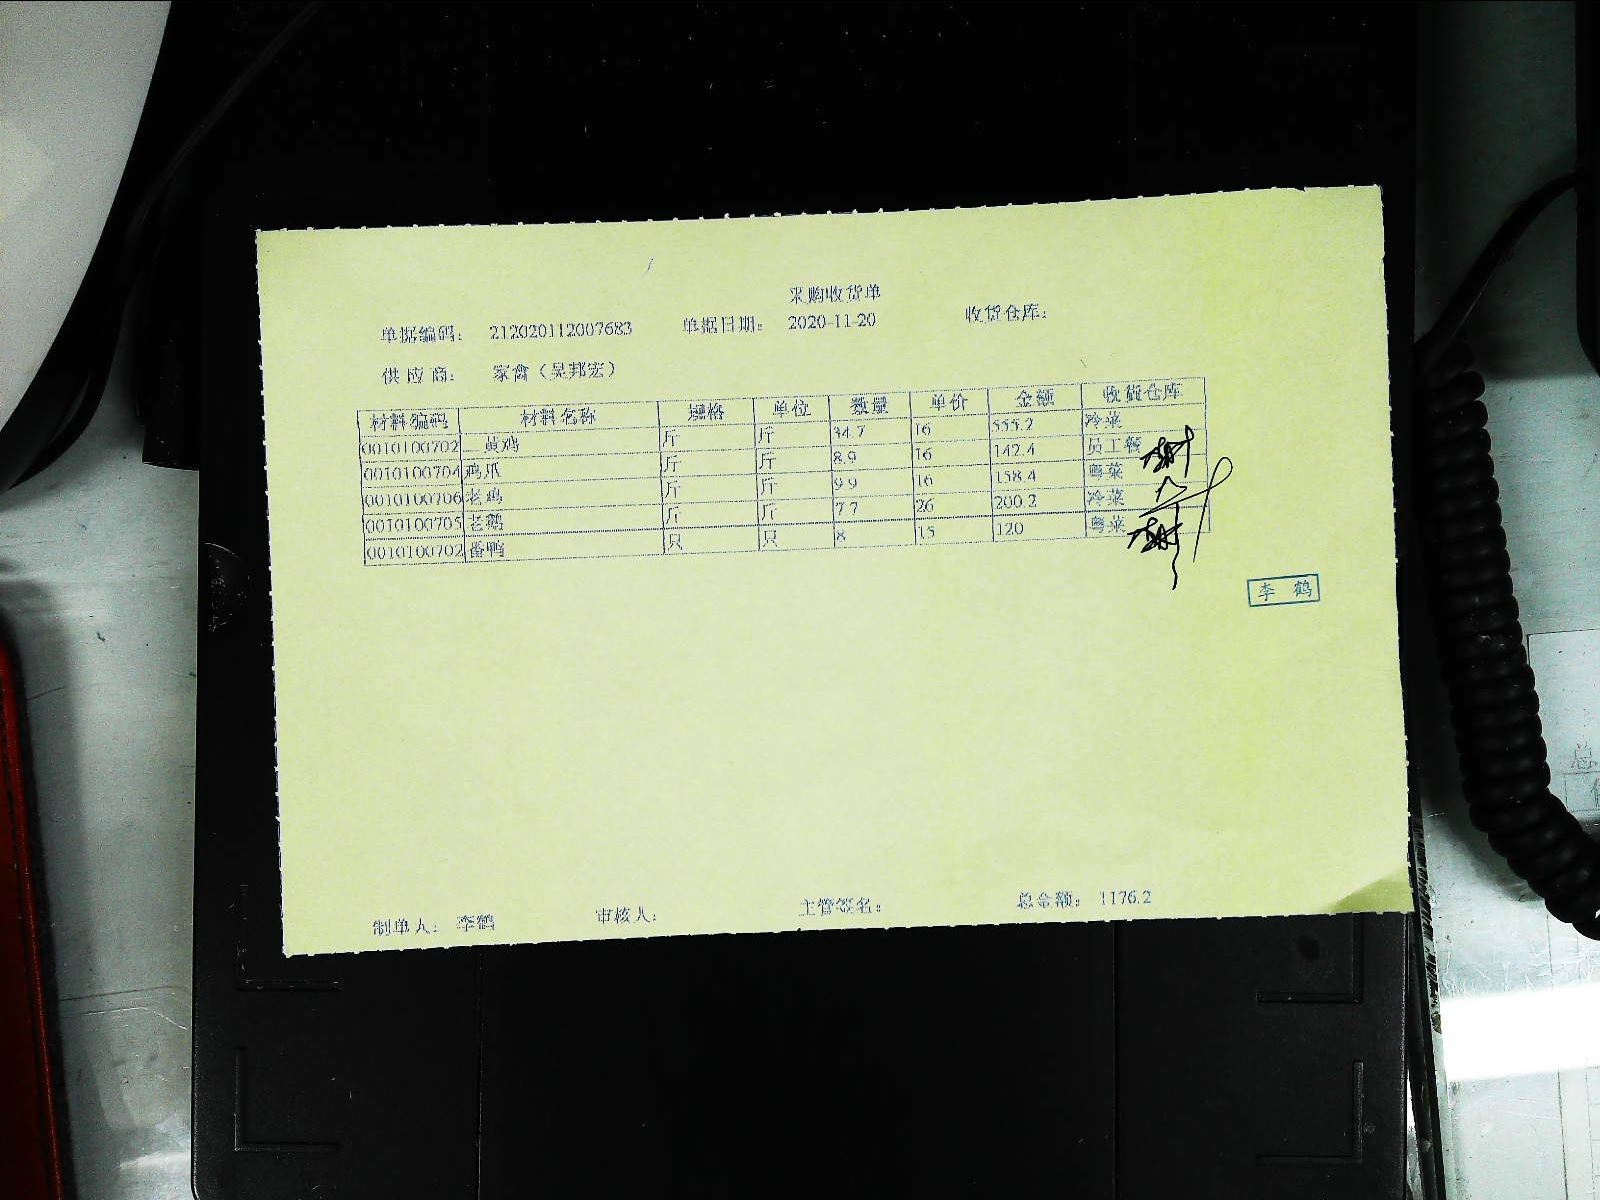 采购收货单
单据编码： 212020112007683 单据日期： 2020-11-20 收货仓库：
供应商： 家禽（吴邦宏）
材料编码 材料名称 规格 单位 数量 单价 金额 收货仓库
0010100702 三黄鸡 斤 斤 34.7 16 555.2 冷菜
0010100704 鸡爪 斤 斤 8.9 16 142.4 员工餐
0010100706 老鸡 斤 斤 9.9 16 158.4 粤菜
0010100705 老鹅 斤 斤 7.7 26 200.2 冷菜
0010100702 番鸭 只 只 8 15 120 粤菜
李鹤
制单人： 李鹤 审核人： 主管签名： 总金额： 1176.2
总